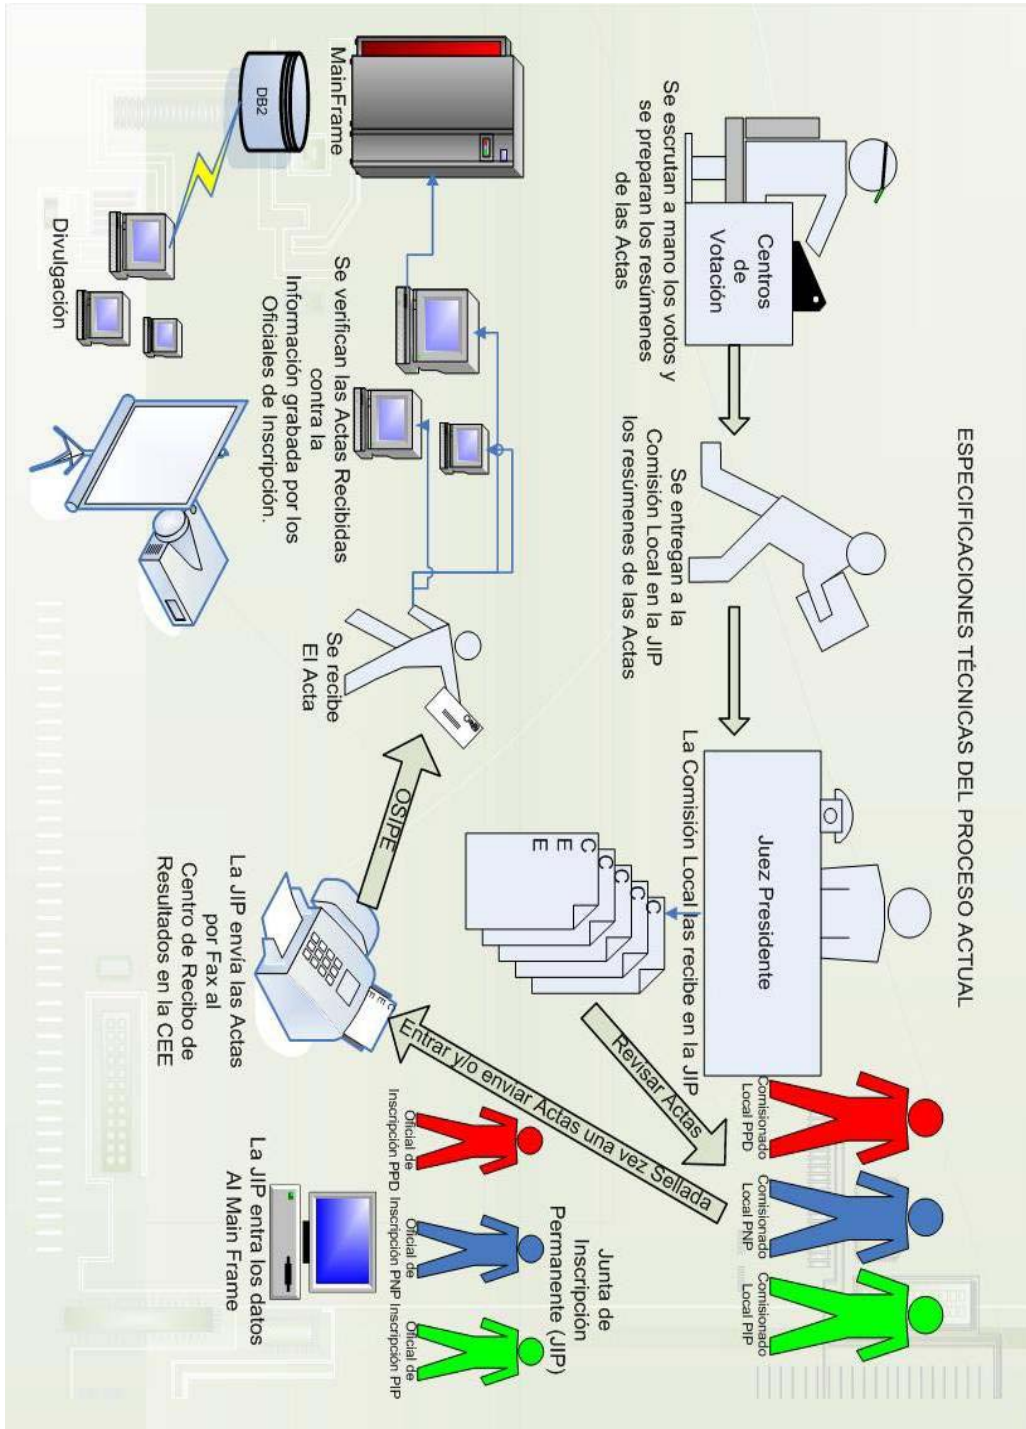 ESPECIFICACIONES TÉCNICAS DEL PROCESO ACTUAL
Centros
de
Votación
Se escrutan a mano los votos y
se preparan los resúmenes
de las Actas
Se entregan a la
Comisión Local en la JIP
los resúmenes de las Actas
Juez Presidente
La Comisión Local las recibe en la JIP
C
C
C
C
C
E
E
Comisionado
Local PPD
Comisionado
Local PNP
Comisionado
Local PIP
Revisar Actas
Entrar y/o enviar Actas una vez Sellada
Junta de
Inscripción
Permanente (JIP)
Oficial de
Inscripción PPD
Oficial de
Inscripción PNP
Oficial de
Inscripción PIP
La JIP entra los datos
Al Main Frame
C
E
E
La JIP envía las Actas
por Fax al
Centro de Recibo de
Resultados en la CEE
OSIPE
Se recibe
El Acta
Se verifican las Actas Recibidas
contra la
Información grabada por los
Oficiales de Inscripción.
MainFrame
DB2
Divulgación